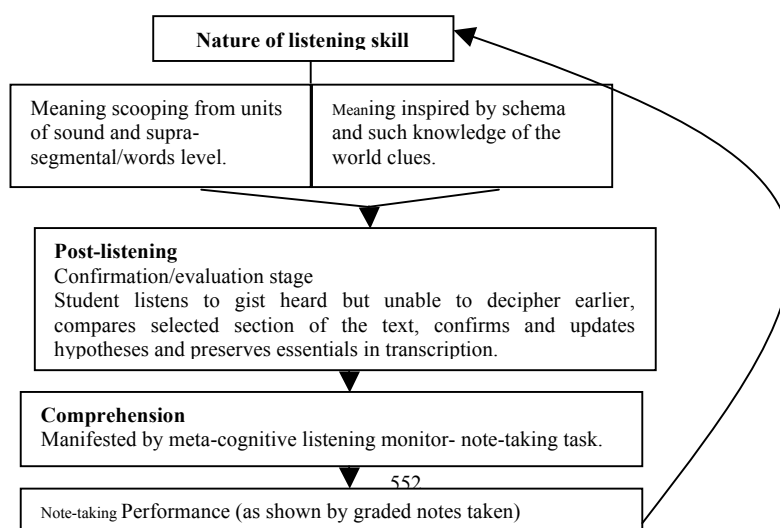 Nature of listening skill
Meaning scooping from units
of sound and supra-
segmental/words level.
Meaning inspired by schema
and such knowledge of the
world clues.
Post-listening
Confirmation/evaluation stage
Student listens to gist heard but unable to decipher earlier,
compares selected section of the text, confirms and updates
hypotheses and preserves essentials in transcription.
Comprehension
Manifested by meta-cognitive listening monitor- note-taking task.
552
Note-taking Performance (as shown by graded notes taken)